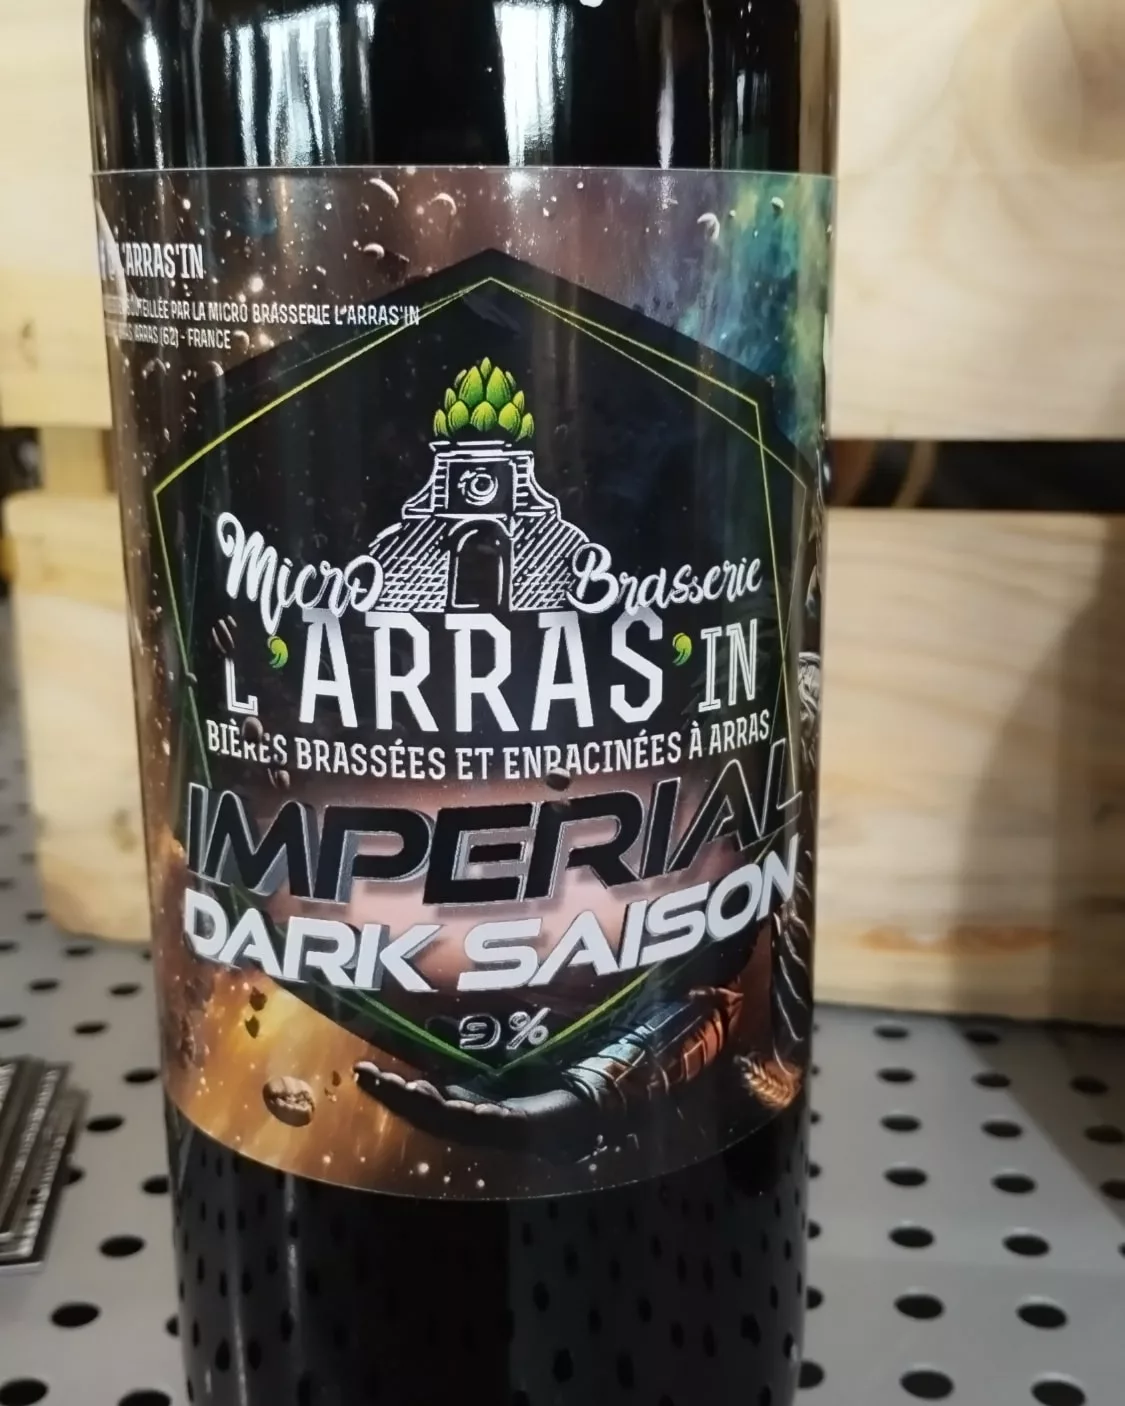 L'ARRAS'IN
PAR LA MICRO BRASSERIE L'ARRAS'IN
ARRAS (62) - FRANCE
Micro Brasserie
L'ARRAS'IN
BIÈRES BRASSÉES ET ENRACINÉES À ARRAS
IMPERIAL
DARK SAISON
9%